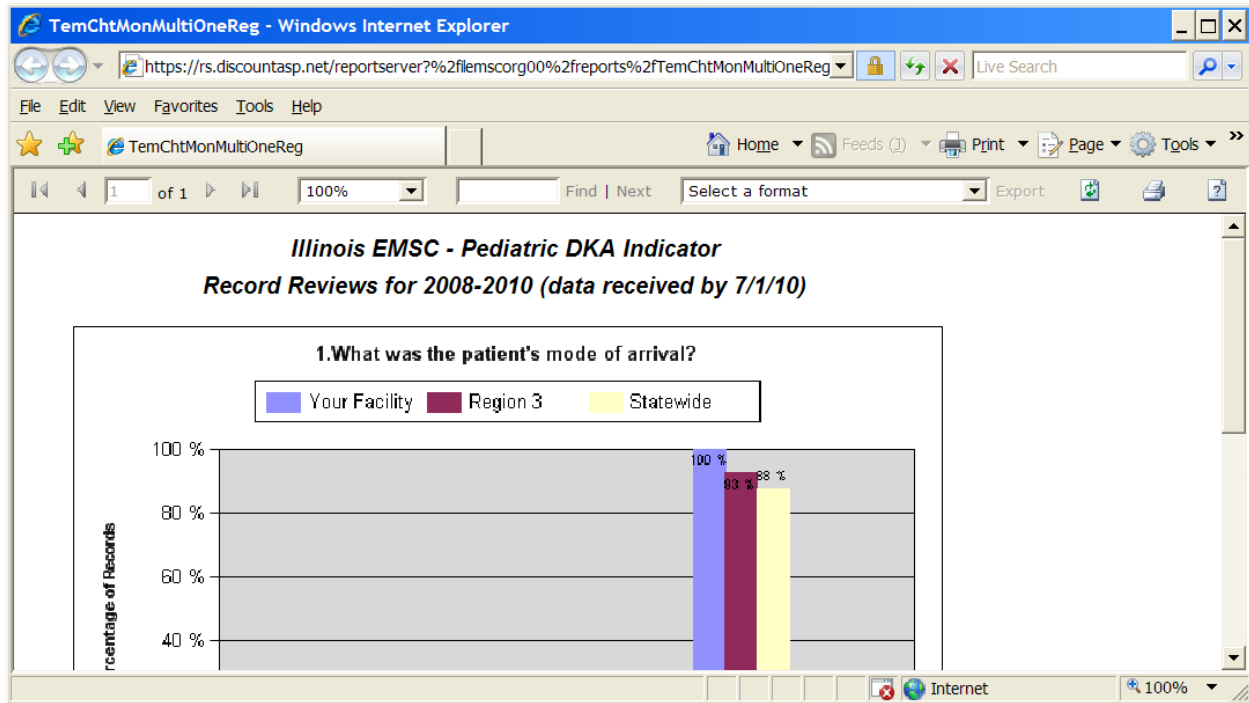 TemChtMonMultiOneReg - Windows Internet Explorer
https://rs.discountasp.net/reportserver?%2filemscorg00%2freports%2fTemChtMonMultiOneReg
Live Search
File Edit View Favorites Tools Help
TemChtMonMultiOneReg
Home Feeds (J) Print Page Tools »
1 of 1 100% Find | Next Select a format Export
Illinois EMSC - Pediatric DKA Indicator
Record Reviews for 2008-2010 (data received by 7/1/10)
1.What was the patient's mode of arrival?
Your Facility Region 3 Statewide
100 %
80 %
60 %
40 %
100 %
93 %
88 %
rcentage of Records
Internet 100%